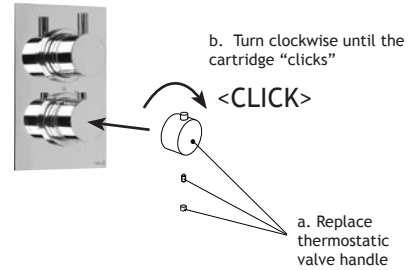 b. Turn clockwise until the
cartridge “clicks”
<CLICK>
a. Replace
thermostatic
valve handle